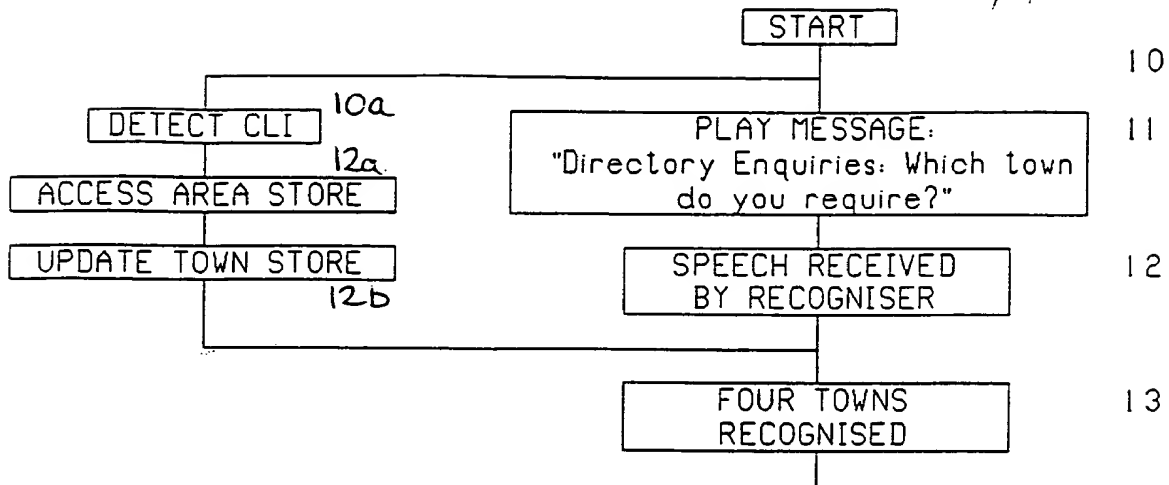 START
10
DETECT CLI
10a
PLAY MESSAGE:
"Directory Enquiries: Which town
do you require?"
11
12a
ACCESS AREA STORE
UPDATE TOWN STORE
12b
SPEECH RECEIVED
BY RECOGNISER
12
FOUR TOWNS
RECOGNISED
13